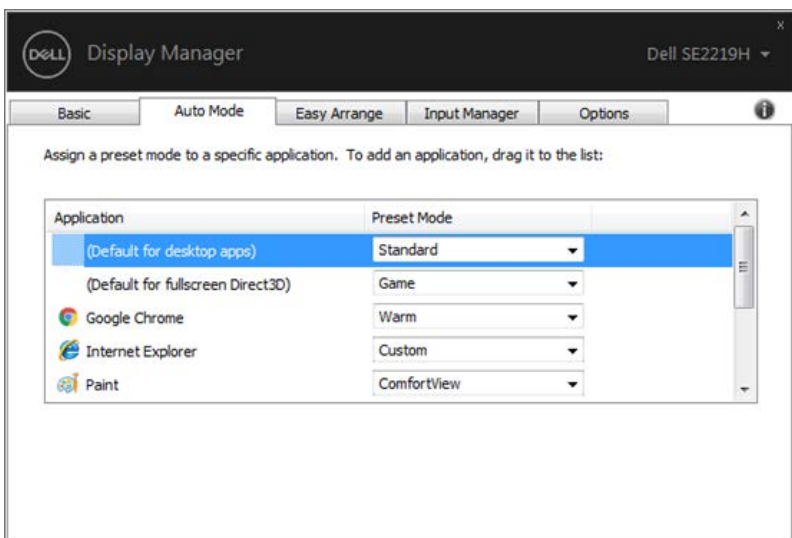 DELL Display Manager
x
Dell SE2219H
Basic Auto Mode Easy Arrange Input Manager Options
Assign a preset mode to a specific application. To add an application, drag it to the list:
Application Preset Mode
(Default for desktop apps) Standard
(Default for fullscreen Direct3D) Game
Google Chrome Warm
Internet Explorer Custom
Paint ComfortView